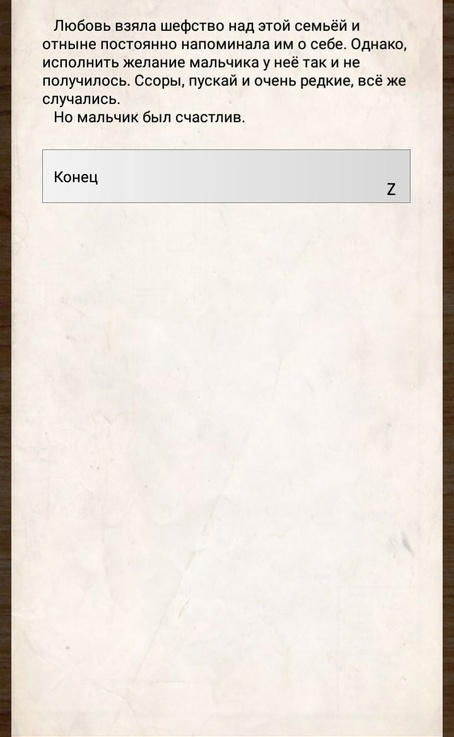 Любовь взяла шефство над этой семьёй и
отныне постоянно напоминала им о себе. Однако,
исполнить желание мальчика у неё так и не
получилось. Ссоры, пускай и очень редкие, всё же
случались.
Но мальчик был счастлив.
Конец
Z